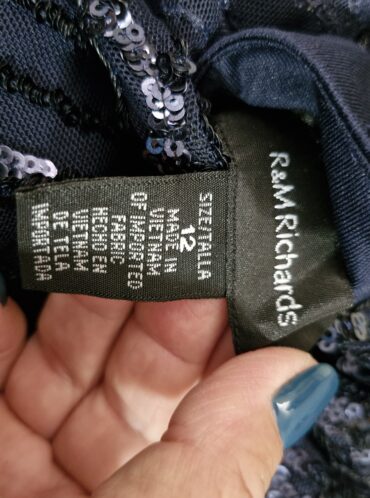 R&M RichardS
SIZE/TALLA
12
MADE IN
VIETNAM
OF IMPORTED
FABRIC
HECHO EN
VIETNAM
DE TELA
IMPORTADA